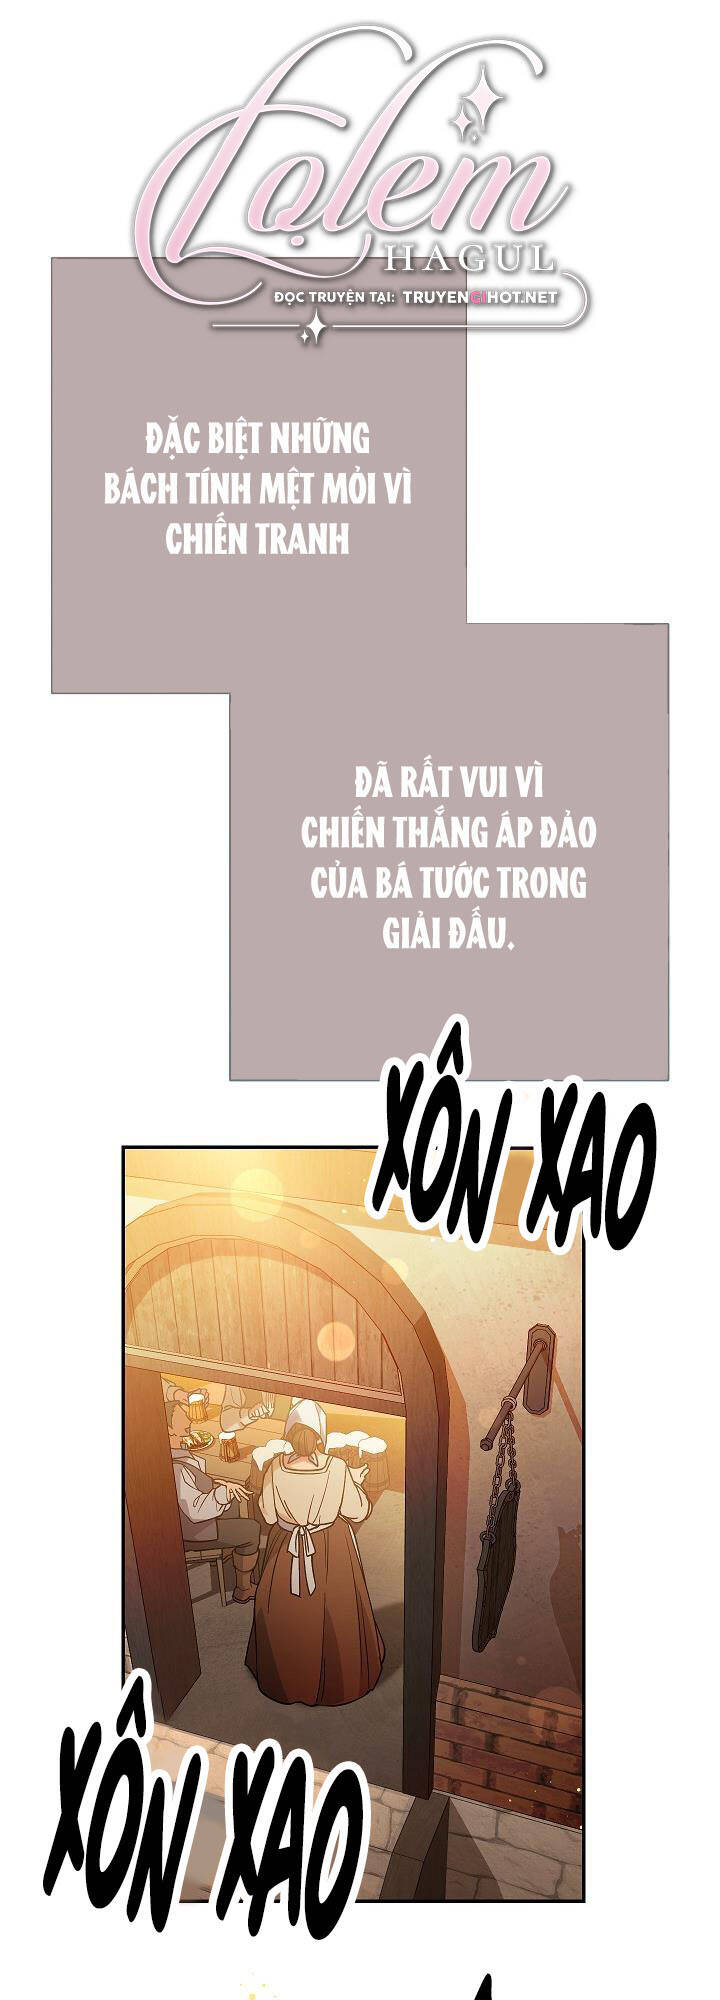 Lọlem
HAGUL
ĐỌC TRUYỆN TẠI: TRUYENGIHOT.NET
ĐẶC BIỆT NHỮNG
BÁCH TÍNH MỆT MỎI VÌ
CHIẾN TRANH
ĐÃ RẤT VUI VÌ
CHIẾN THẮNG ÁP ĐẢO
CỦA BÁ TƯỚC TRONG
GIẢI ĐẤU.
XÔN XAO
XÔN XAO